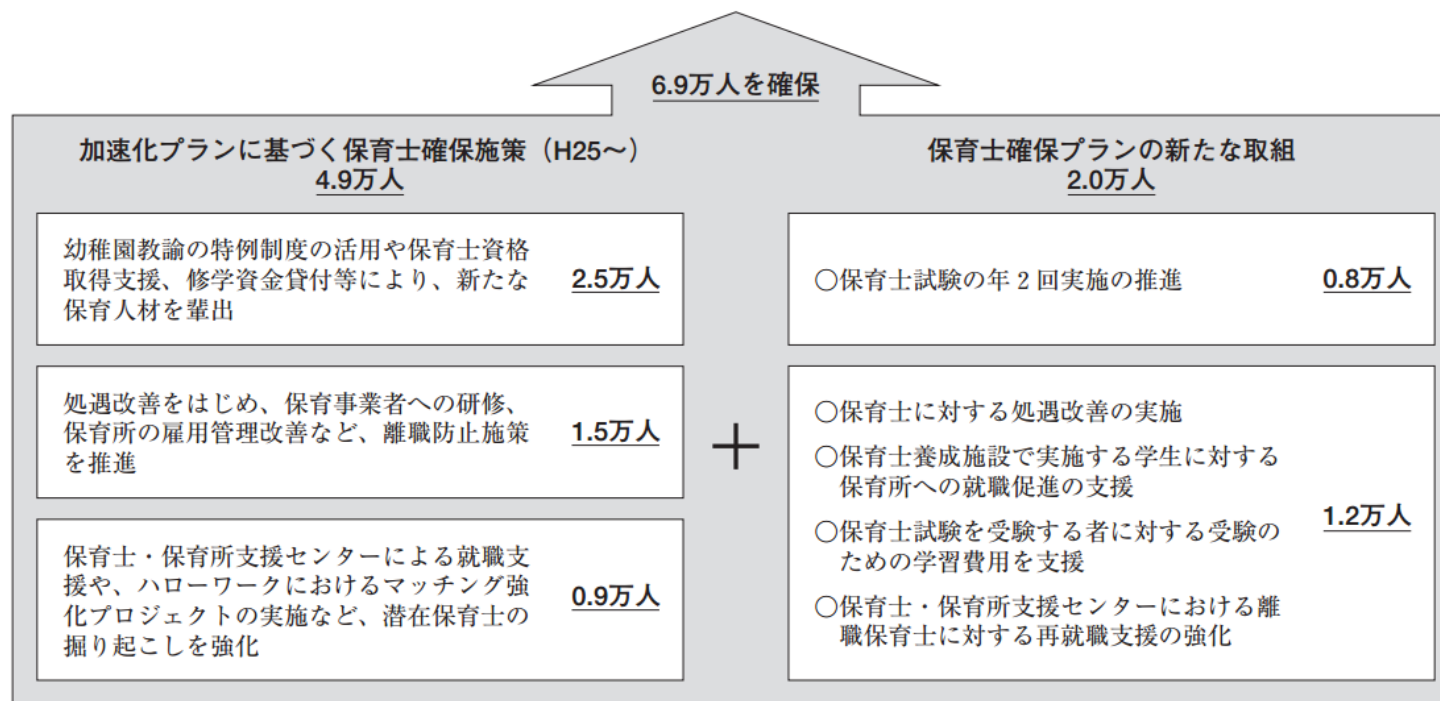 6.9万人を確保
加速化プランに基づく保育士確保施策（H25～）
4.9万人
幼稚園教諭の特例制度の活用や保育士資格
取得支援、修学資金貸付等により、新たな
保育人材を輩出
2.5万人
処遇改善をはじめ、保育事業者への研修、
保育所の雇用管理改善など、離職防止施策
を推進
1.5万人
保育士・保育所支援センターによる就職支
援や、ハローワークにおけるマッチング強
化プロジェクトの実施など、潜在保育士の
掘り起こしを強化
0.9万人
＋
保育士確保プランの新たな取組
2.0万人
○保育士試験の年２回実施の推進
0.8万人
○保育士に対する処遇改善の実施
○保育士養成施設で実施する学生に対する
保育所への就職促進の支援
○保育士試験を受験する者に対する受験の
ための学習費用を支援
○保育士・保育所支援センターにおける離
職保育士に対する再就職支援の強化
1.2万人